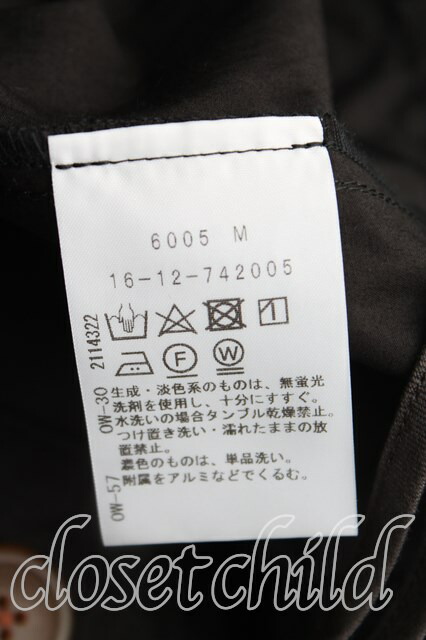 6005 M
16-12-742005
2114322
F
W
OW-30
生成・淡色系のものは、無蛍光
洗剤を使用し、十分にすすぐ。
水洗いの場合タンブル乾燥禁止。
つけ置き洗い・濡れたままの放
置禁止。
濃色のものは、単品洗い。
OW-57
附属をアルミなどでくるむ。
closetchild